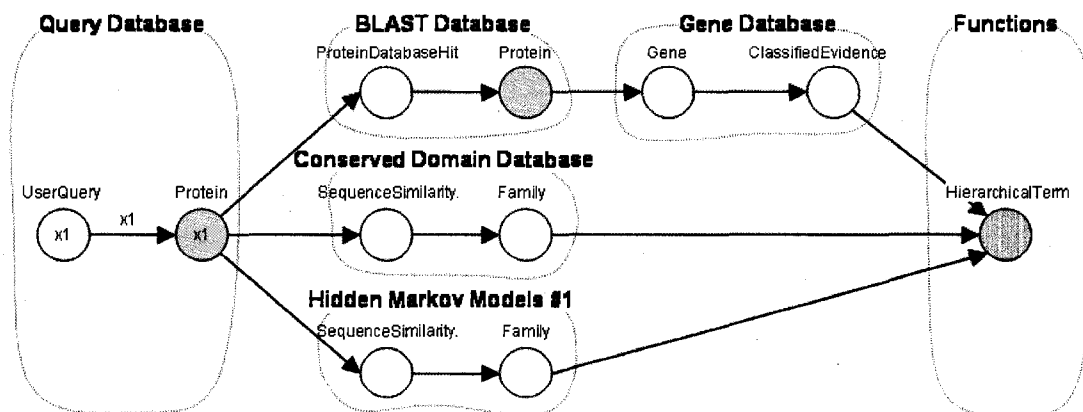 Query Database
BLAST Database
Gene Database
Functions
ProteinDatabaseHit
Protein
Gene
ClassifiedEvidence
Conserved Domain Database
UserQuery
Protein
SequenceSimilarity.
Family
HierarchicalTerm
x1
x1
x1
Hidden Markov Models #1
SequenceSimilarity.
Family